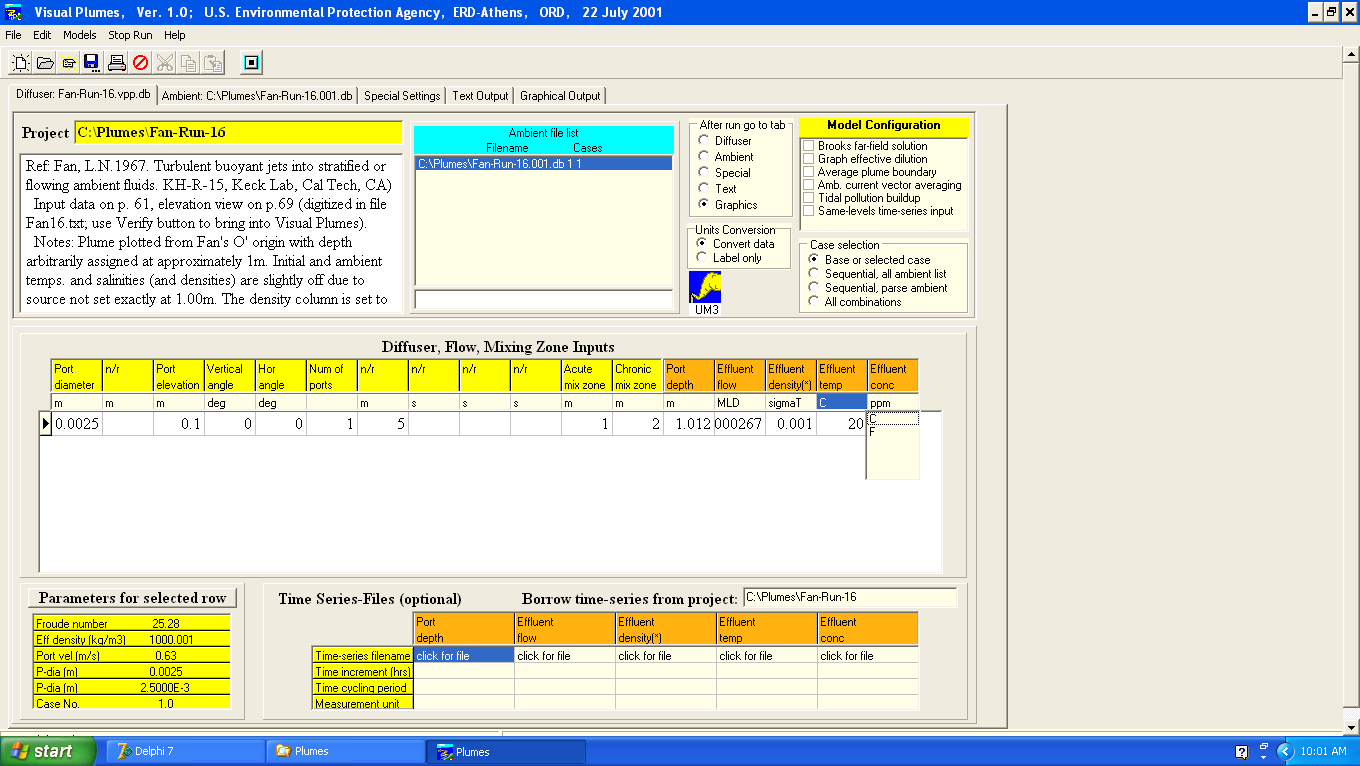 Visual Plumes, Ver. 1.0; U.S. Environmental Protection Agency, ERD-Athens, ORD, 22 July 2001
File Edit Models Stop Run Help
Diffuser: Fan-Run-16.vpp.db Ambient: C:\Plumes\Fan-Run-16.001.db Special Settings Text Output Graphical Output
Project C:\Plumes\Fan-Run-16
Ref: Fan, L.N. 1967. Turbulent buoyant jets into stratified or
flowing ambient fluids. KH-R-15, Keck Lab, Cal Tech, CA)
Input data on p. 61, elevation view on p.69 (digitized in file
Fan16.txt; use Verify button to bring into Visual Plumes).
Notes: Plume plotted from Fan's O' origin with depth
arbitrarily assigned at approximately 1m. Initial and ambient
temps. and salinities (and densities) are slightly off due to
source not set exactly at 1.00m. The density column is set to
Ambient file list
Filename Cases
C:\Plumes\Fan-Run-16.001.db 1 1
After run go to tab
Diffuser
Ambient
Special
Text
Graphics
Units Conversion
Convert data
Label only
UM3
Model Configuration
Brooks far-field solution
Graph effective dilution
Average plume boundary
Amb. current vector averaging
Tidal pollution buildup
Same-levels time-series input
Case selection
Base or selected case
Sequential, all ambient list
Sequential, parse ambient
All combinations
Diffuser, Flow, Mixing Zone Inputs
Port n/r Port Vertical Hor Num of n/r n/r n/r n/r Acute Chronic Port Effluent Effluent Effluent Effluent
diameter elevation angle angle ports mix zone mix zone depth flow density(*) temp conc
m m m deg deg m s s s m m m MLD sigmaT C ppm
0.0025 0.1 0 0 1 5 1 2 1.012 000267 0.001 20
C
F
Parameters for selected row
Froude number 25.28
Eff density (kg/m3) 1000.001
Port vel (m/s) 0.63
P-dia (m) 0.0025
P-dia (m) 2.5000E-3
Case No. 1.0
Time Series-Files (optional) Borrow time-series from project: C:\Plumes\Fan-Run-16
Port Effluent Effluent Effluent Effluent
depth flow density(*) temp conc
Time-series filename click for file click for file click for file click for file click for file
Time increment (hrs)
Time cycling period
Measurement unit
start Delphi 7 Plumes Plumes 10:01 AM